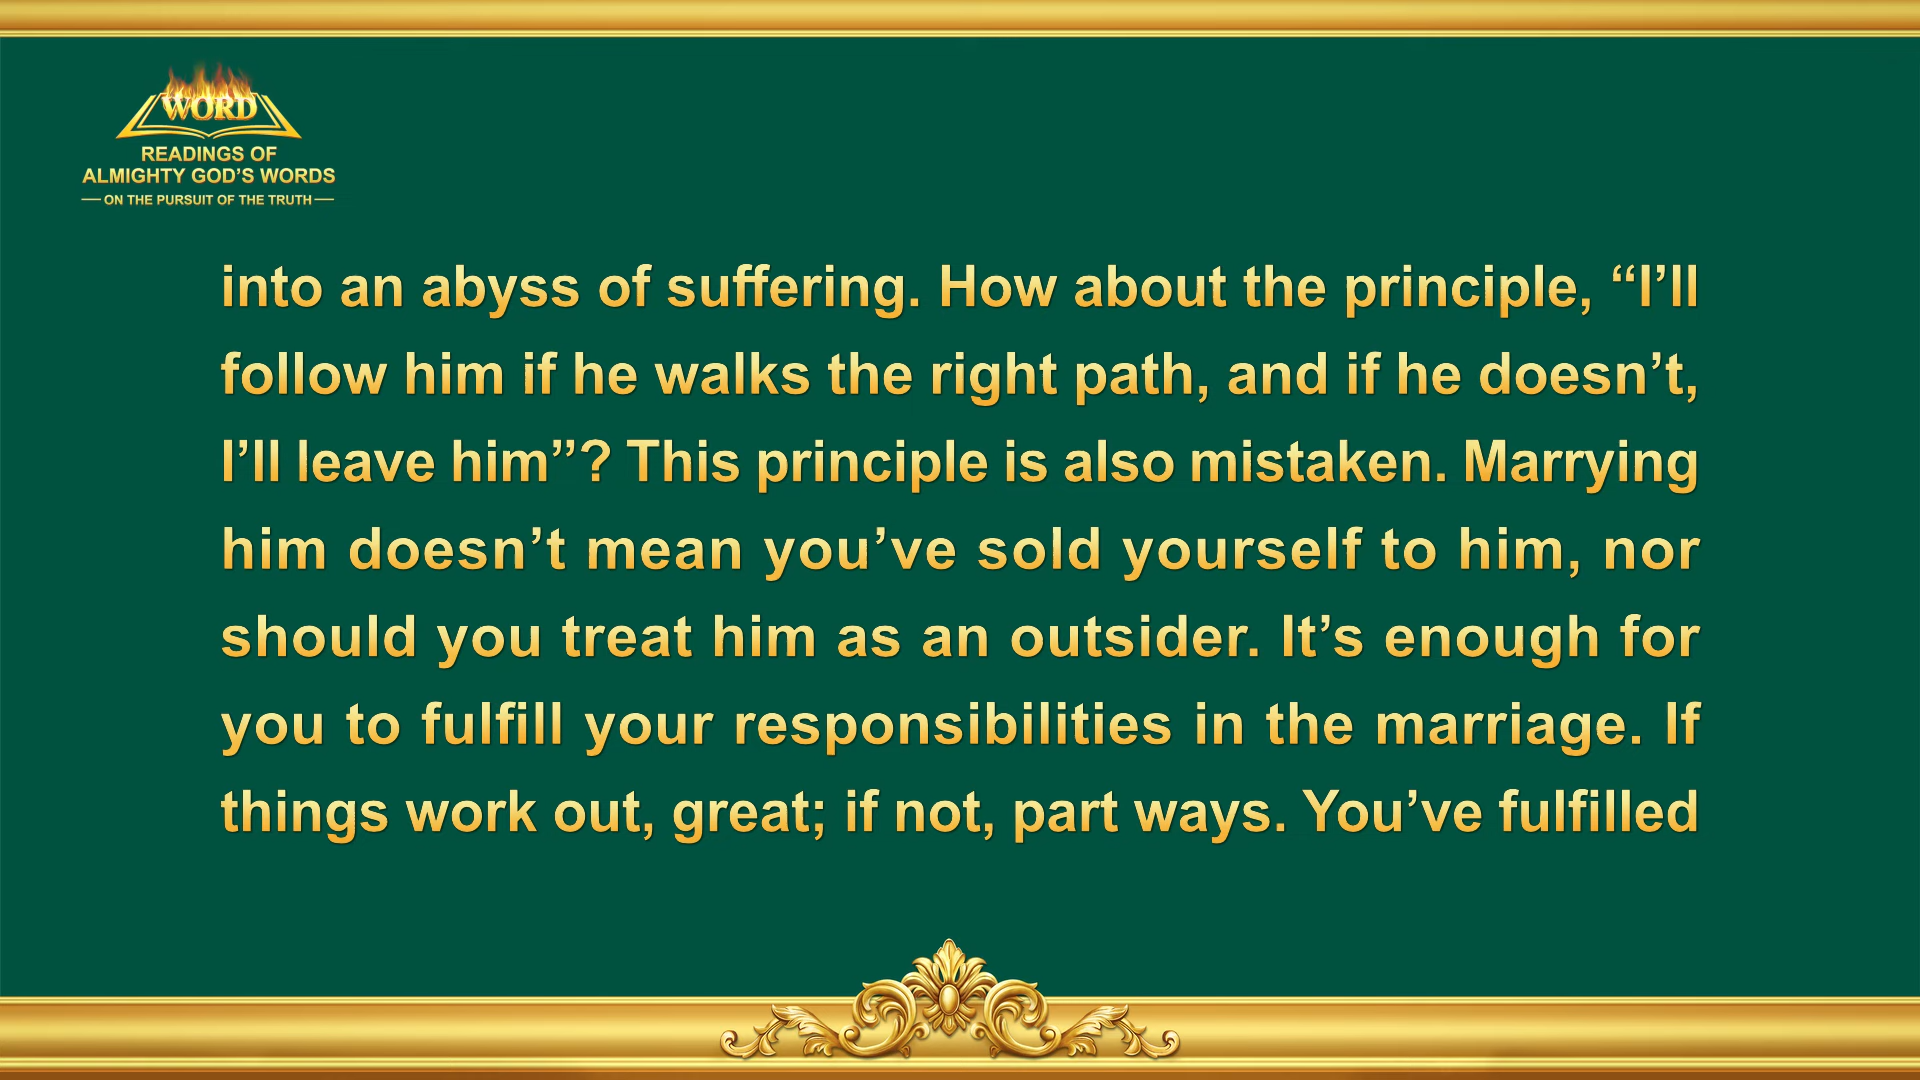 WORD
READINGS OF
ALMIGHTY GOD’S WORDS
— ON THE PURSUIT OF THE TRUTH —
into an abyss of suffering. How about the principle, “I’ll
follow him if he walks the right path, and if he doesn’t,
I’ll leave him”? This principle is also mistaken. Marrying
him doesn’t mean you’ve sold yourself to him, nor
should you treat him as an outsider. It’s enough for
you to fulfill your responsibilities in the marriage. If
things work out, great; if not, part ways. You’ve fulfilled